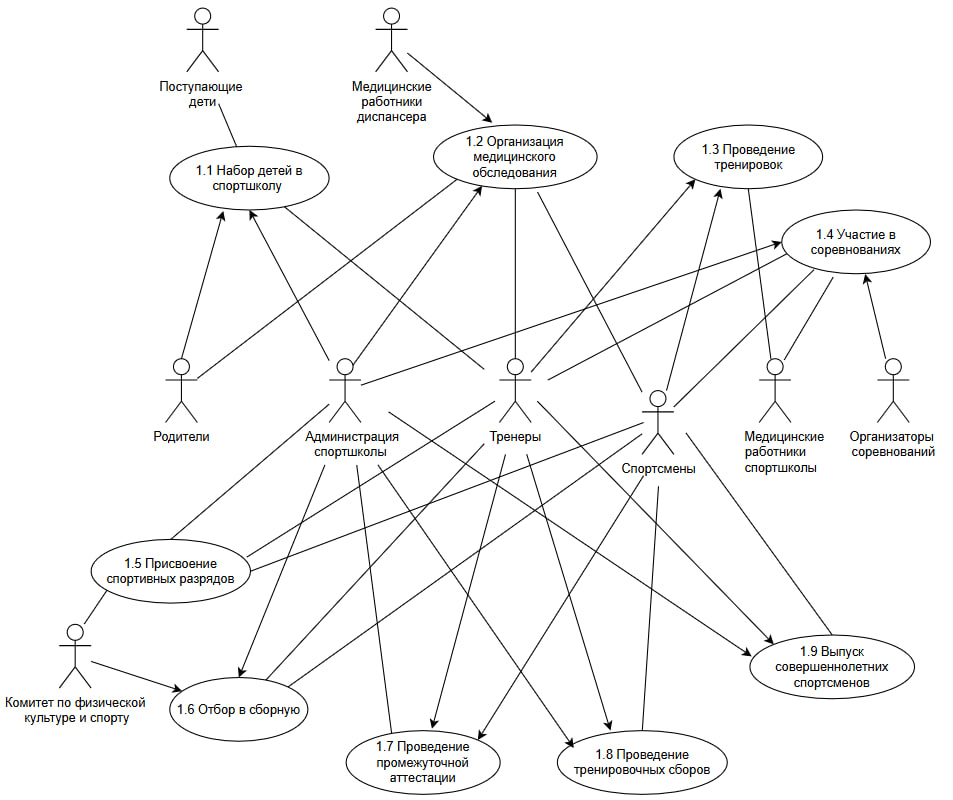 Поступающие
дети
Медицинские
работники
диспансера
1.1 Набор детей в
спортшколу
1.2 Организация
медицинского
обследования
1.3 Проведение
тренировок
1.4 Участие в
соревнованиях
Родители
Администрация
спортшколы
Тренеры
Спортсмены
Медицинские
работники
спортшколы
Организаторы
соревнований
1.5 Присвоение
спортивных разрядов
Комитет по физической
культуре и спорту
1.6 Отбор в сборную
1.7 Проведение
промежуточной
аттестации
1.8 Проведение
тренировочных сборов
1.9 Выпуск
совершеннолетних
спортсменов